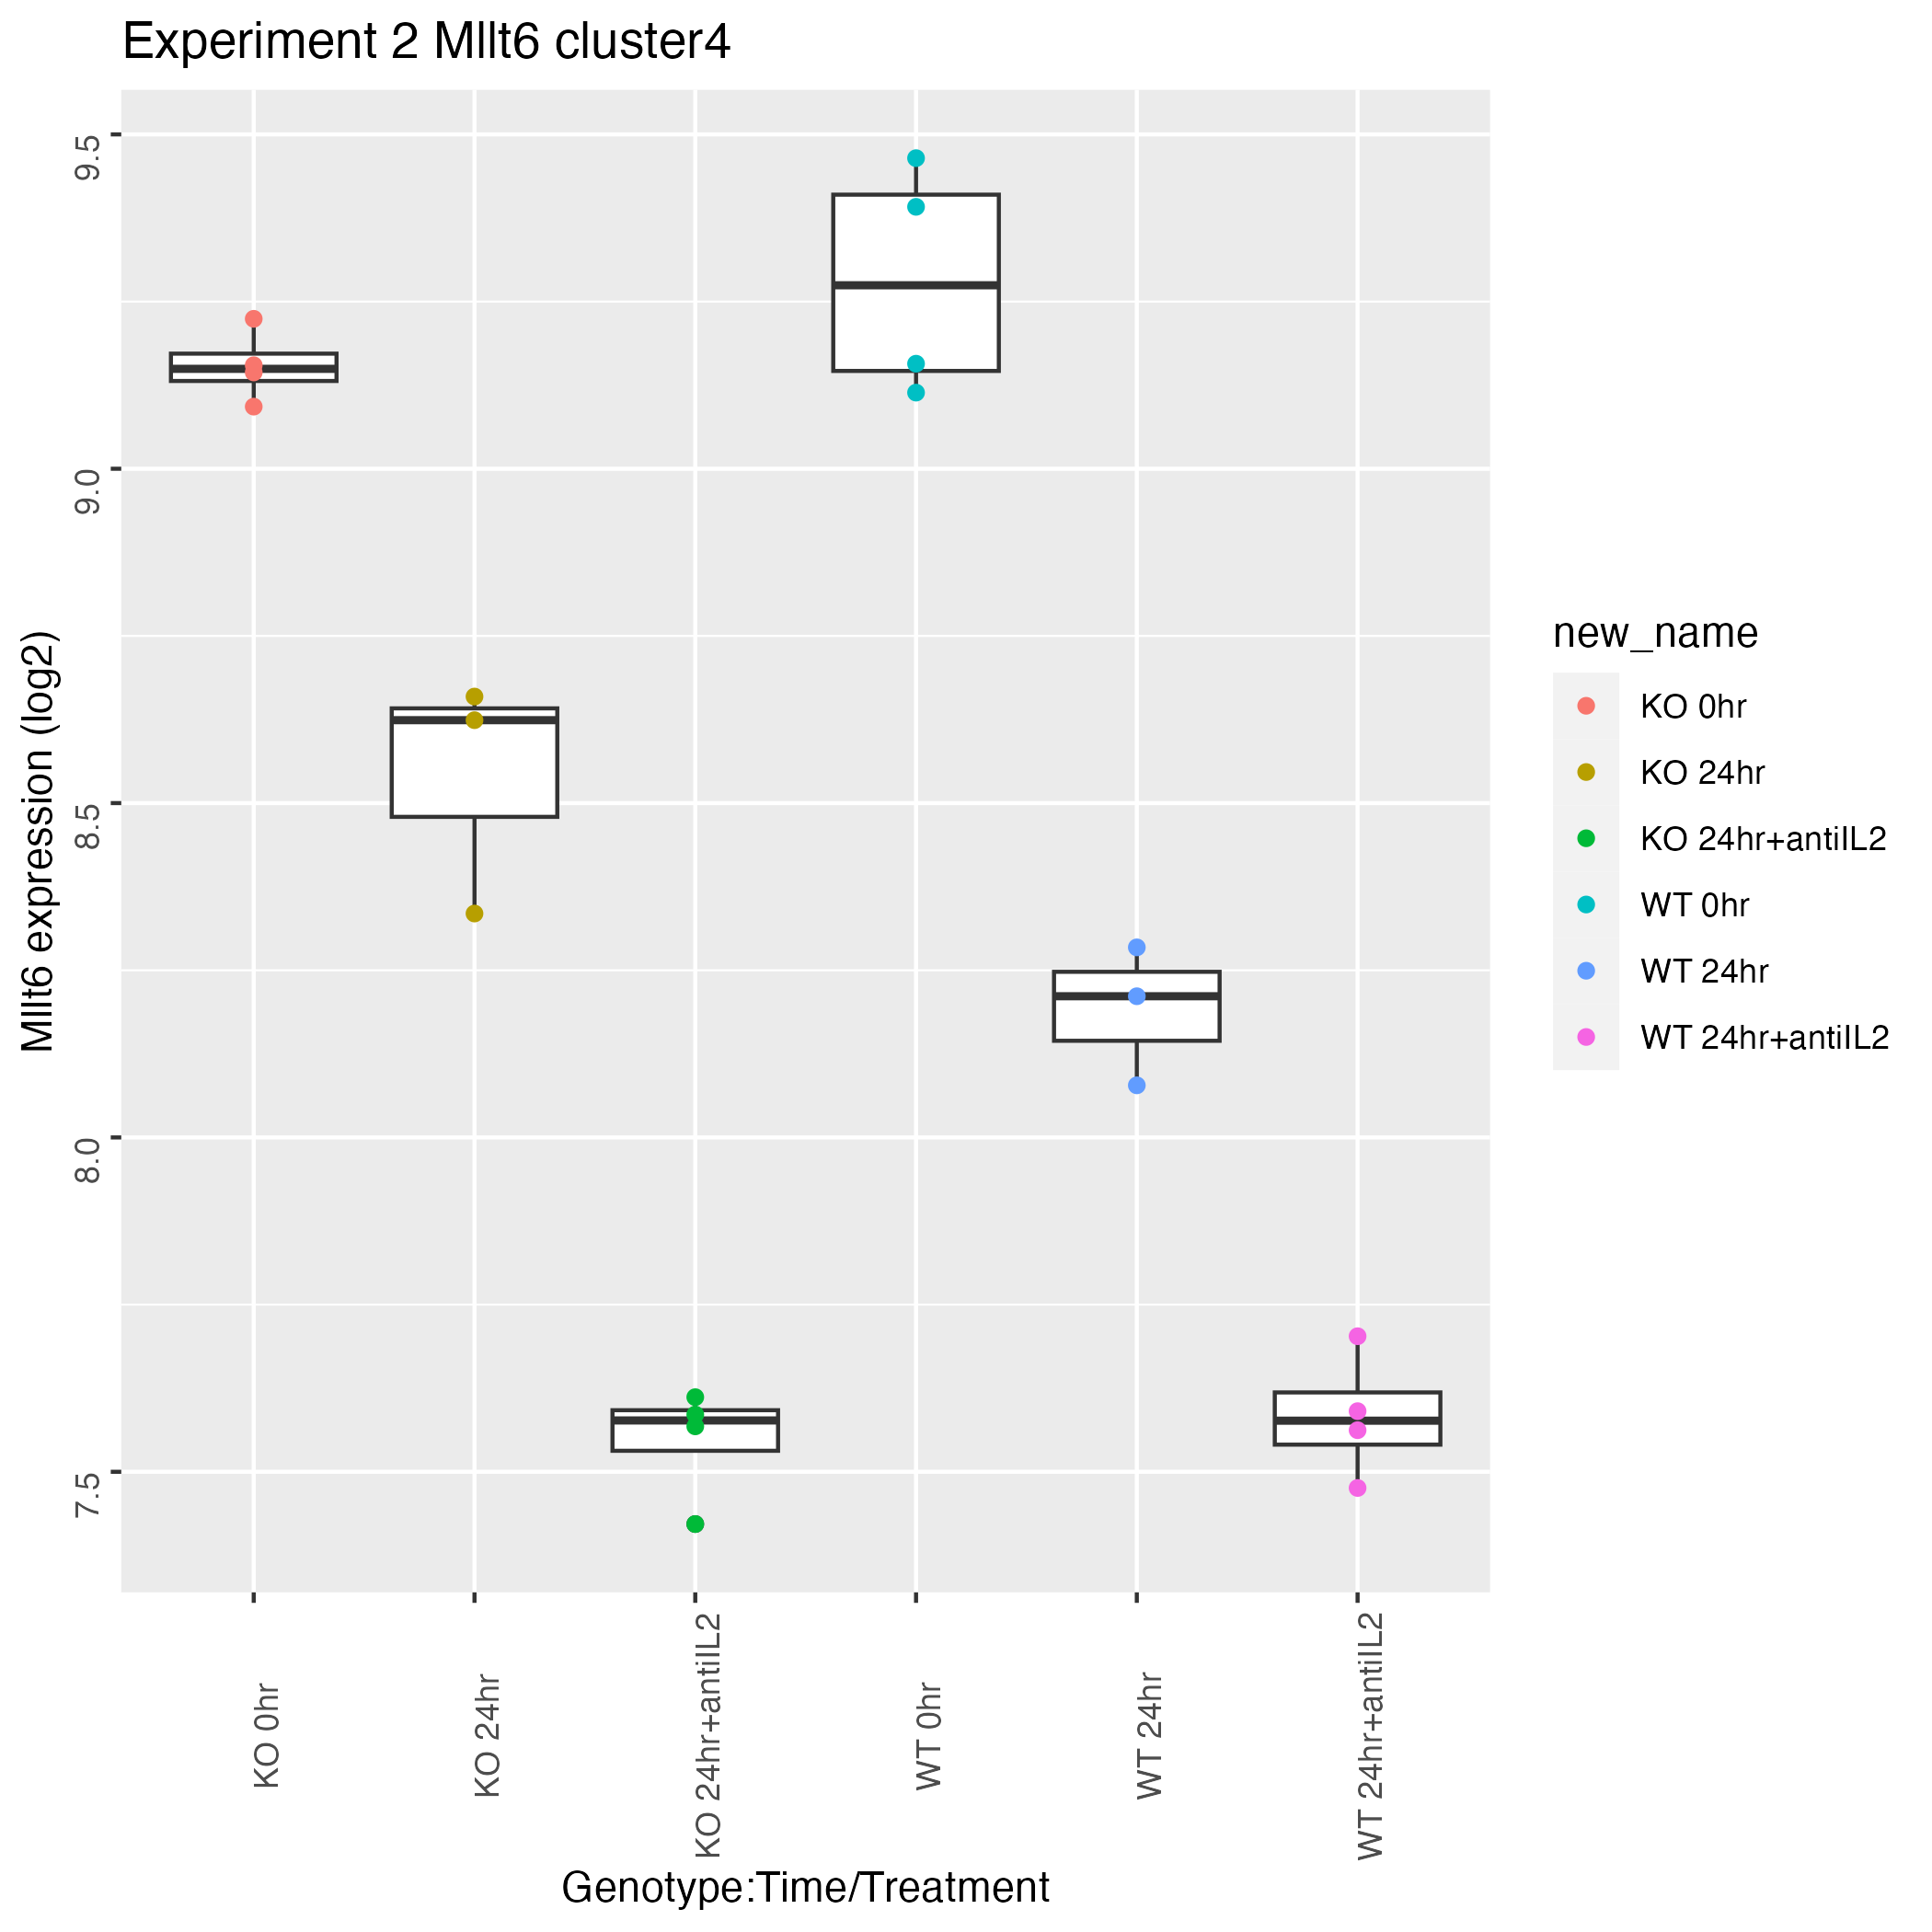 Experiment 2 Mllt6 cluster4
Mllt6 expression (log2)
9.5
9.0
8.5
8.0
7.5
KO 0hr
KO 24hr
KO 24hr+antiIL2
WT 0hr
WT 24hr
WT 24hr+antiIL2
Genotype:Time/Treatment
new_name
KO 0hr
KO 24hr
KO 24hr+antiIL2
WT 0hr
WT 24hr
WT 24hr+antiIL2